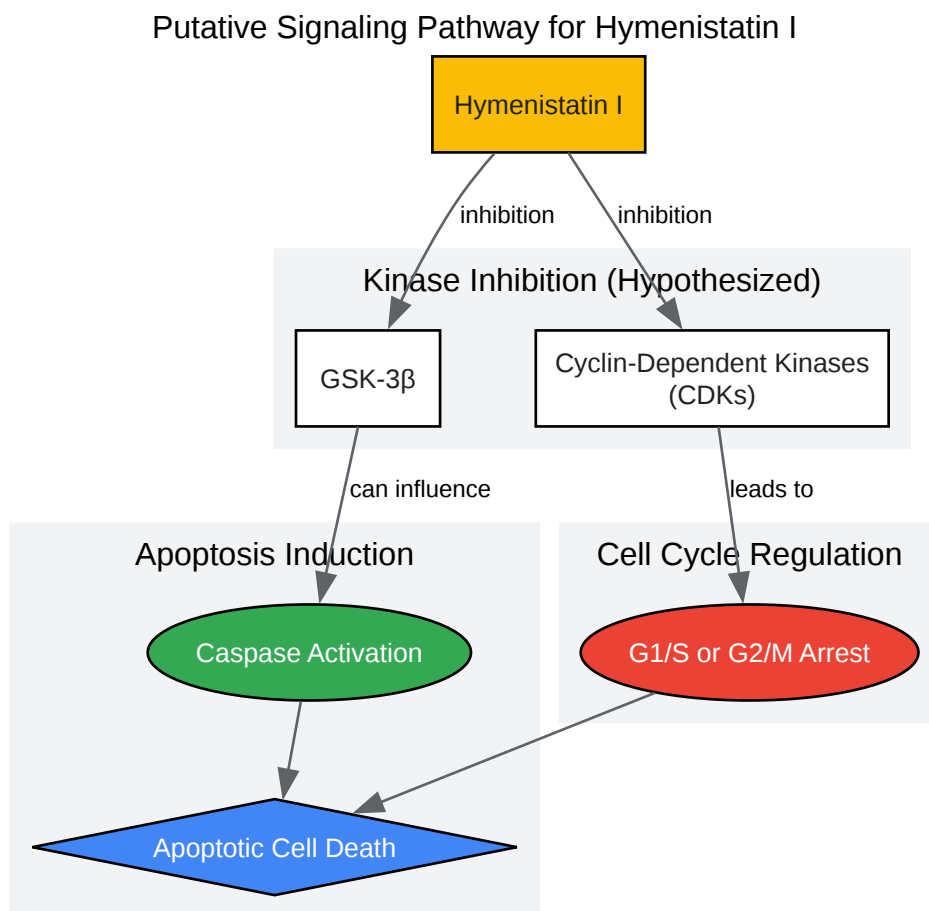 Putative Signaling Pathway for Hymenistatin I
Hymenistatin I
inhibition
inhibition
Kinase Inhibition (Hypothesized)
GSK-3β
Cyclin-Dependent Kinases
(CDKs)
can influence
leads to
Apoptosis Induction
Cell Cycle Regulation
Caspase Activation
G1/S or G2/M Arrest
Apoptotic Cell Death